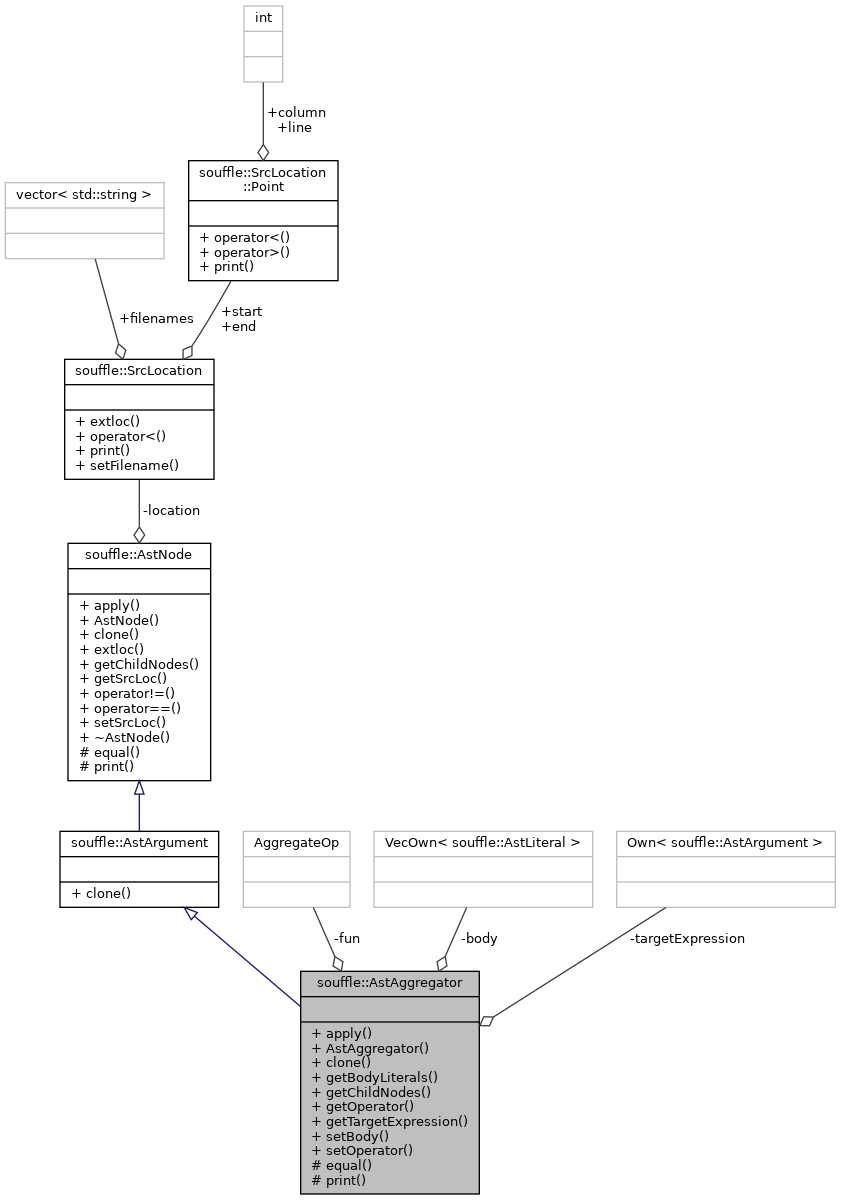 int
+column
+line
souffle::SrcLocation
::Point
+ operator<()
+ operator>()
+ print()
vector< std::string >
+filenames
+start
+end
souffle::SrcLocation
+ extloc()
+ operator<()
+ print()
+ setFilename()
-location
souffle::AstNode
+ apply()
+ AstNode()
+ clone()
+ extloc()
+ getChildNodes()
+ getSrcLoc()
+ operator!=()
+ operator==()
+ setSrcLoc()
+ ~AstNode()
# equal()
# print()
souffle::AstArgument
+ clone()
AggregateOp
VecOwn< souffle::AstLiteral >
Own< souffle::AstArgument >
-fun
-body
-targetExpression
souffle::AstAggregator
+ apply()
+ AstAggregator()
+ clone()
+ getBodyLiterals()
+ getChildNodes()
+ getOperator()
+ getTargetExpression()
+ setBody()
+ setOperator()
# equal()
# print()